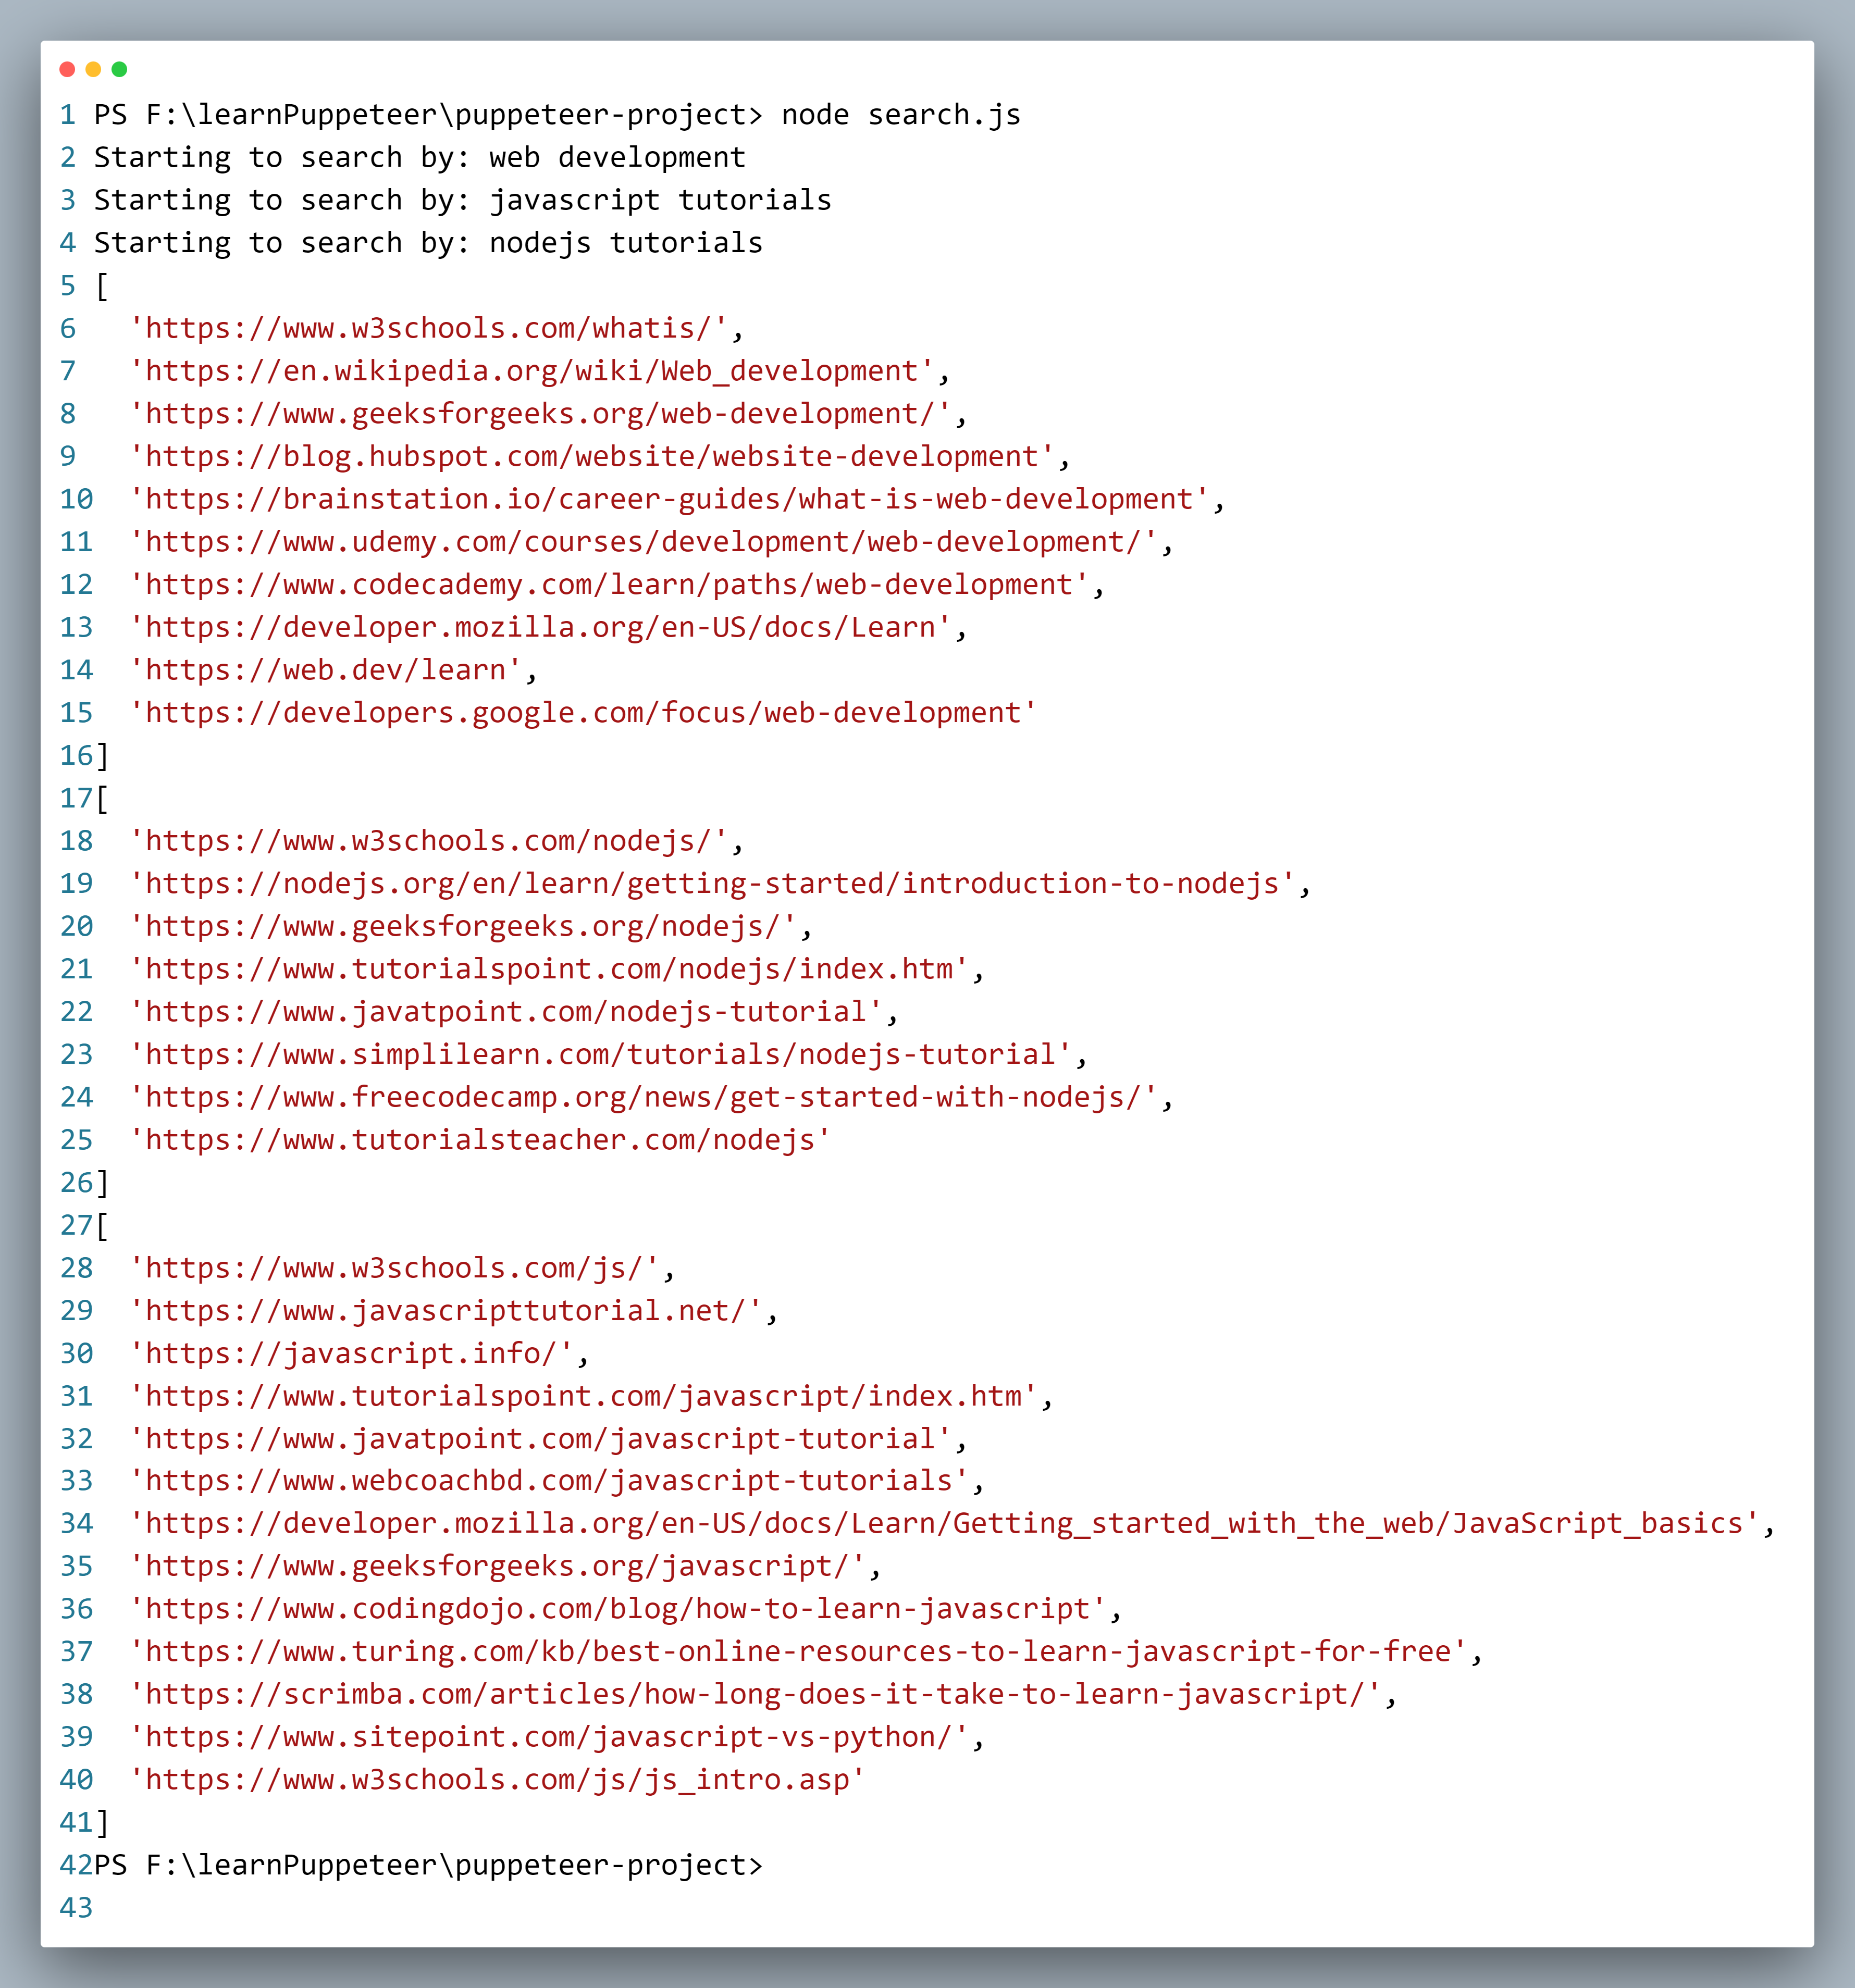 1 PS F:\learnPuppeteer\puppeteer-project> node search.js
2 Starting to search by: web development
3 Starting to search by: javascript tutorials
4 Starting to search by: nodejs tutorials
5 [
6   'https://www.w3schools.com/whatis/',
7   'https://en.wikipedia.org/wiki/Web_development',
8   'https://www.geeksforgeeks.org/web-development/',
9   'https://blog.hubspot.com/website/website-development',
10  'https://brainstation.io/career-guides/what-is-web-development',
11  'https://www.udemy.com/courses/development/web-development/',
12  'https://www.codecademy.com/learn/paths/web-development',
13  'https://developer.mozilla.org/en-US/docs/Learn',
14  'https://web.dev/learn',
15  'https://developers.google.com/focus/web-development'
16]
17[
18  'https://www.w3schools.com/nodejs/',
19  'https://nodejs.org/en/learn/getting-started/introduction-to-nodejs',
20  'https://www.geeksforgeeks.org/nodejs/',
21  'https://www.tutorialspoint.com/nodejs/index.htm',
22  'https://www.javatpoint.com/nodejs-tutorial',
23  'https://www.simplilearn.com/tutorials/nodejs-tutorial',
24  'https://www.freecodecamp.org/news/get-started-with-nodejs/',
25  'https://www.tutorialsteacher.com/nodejs'
26]
27[
28  'https://www.w3schools.com/js/',
29  'https://www.javascripttutorial.net/',
30  'https://javascript.info/',
31  'https://www.tutorialspoint.com/javascript/index.htm',
32  'https://www.javatpoint.com/javascript-tutorial',
33  'https://www.webcoachbd.com/javascript-tutorials',
34  'https://developer.mozilla.org/en-US/docs/Learn/Getting_started_with_the_web/JavaScript_basics',
35  'https://www.geeksforgeeks.org/javascript/',
36  'https://www.codingdojo.com/blog/how-to-learn-javascript',
37  'https://www.turing.com/kb/best-online-resources-to-learn-javascript-for-free',
38  'https://scrimba.com/articles/how-long-does-it-take-to-learn-javascript/',
39  'https://www.sitepoint.com/javascript-vs-python/',
40  'https://www.w3schools.com/js/js_intro.asp'
41]
42PS F:\learnPuppeteer\puppeteer-project>
43